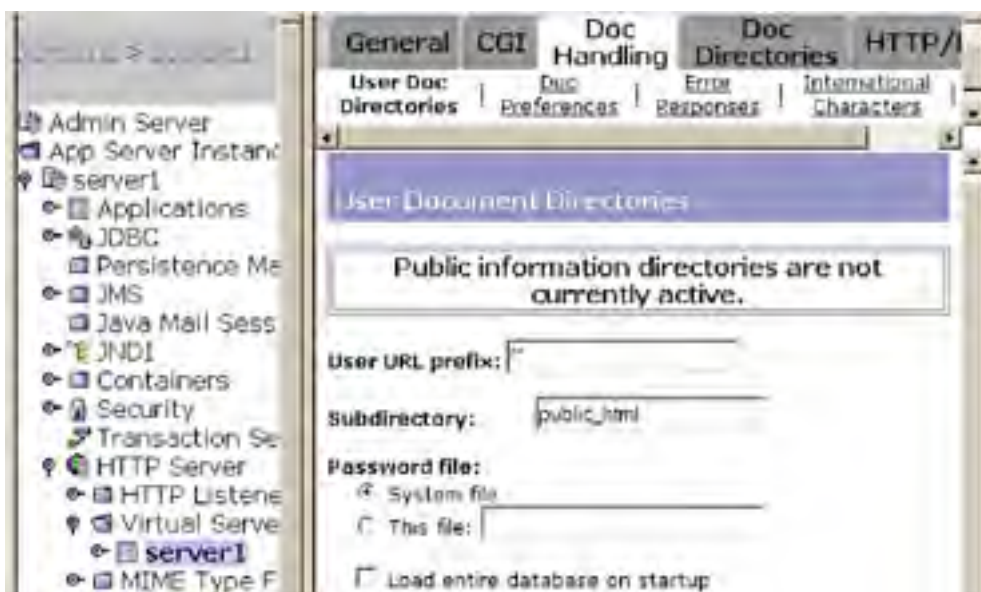 Admin Server
App Server Instanc
server1
Applications
JDBC
Persistence Ma
JMS
Java Mail Sess
JNDI
Containers
Security
Transaction Se
HTTP Server
HTTP Listene
Virtual Serve
server1
MIME Type F
General
CGI
Doc
Handling
Doc
Directories
HTTP/
User Doc
Directories
Doc
Preferences
Error
Responses
International
Characters
User Document Directories
Public information directories are not
currently active.
User URL prefix:
Subdirectory: public_html
Password file:
System file
This file:
Load entire database on startup